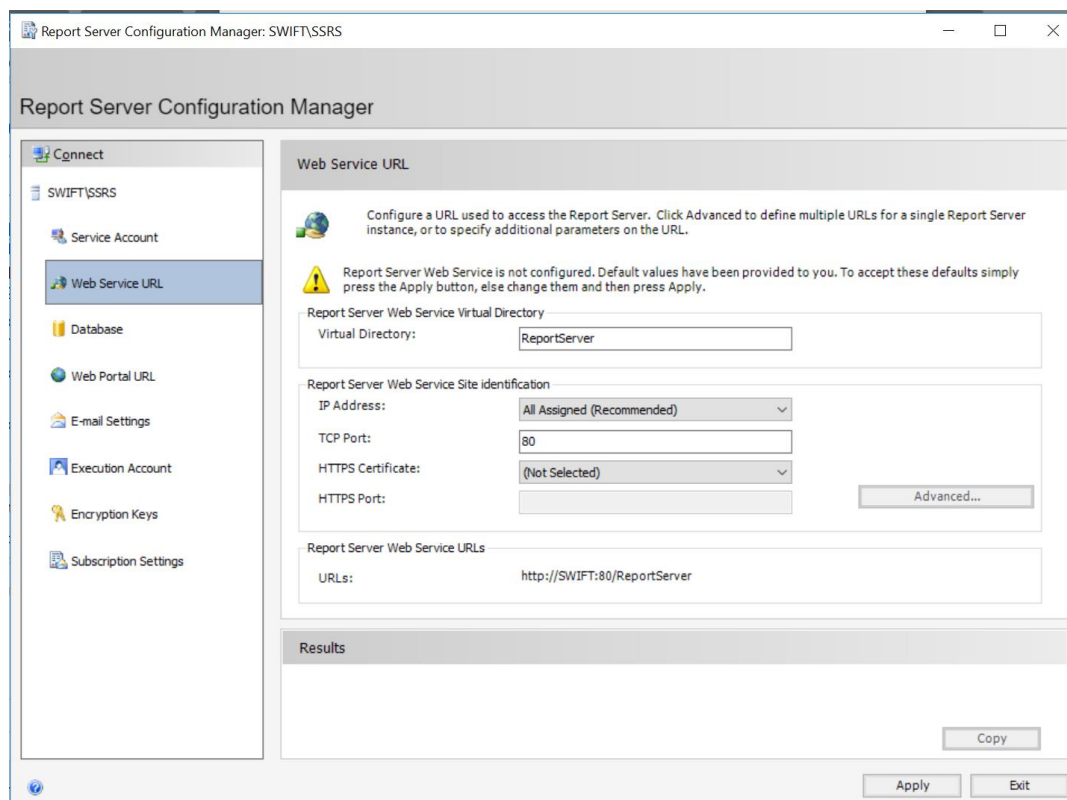 Report Server Configuration Manager: SWIFT\SSRS
Report Server Configuration Manager
Connect
SWIFT\SSRS
Service Account
Web Service URL
Database
Web Portal URL
E-mail Settings
Execution Account
Encryption Keys
Subscription Settings
Web Service URL
Configure a URL used to access the Report Server. Click Advanced to define multiple URLs for a single Report Server
instance, or to specify additional parameters on the URL.
Report Server Web Service is not configured. Default values have been provided to you. To accept these defaults simply
press the Apply button, else change them and then press Apply.
Report Server Web Service Virtual Directory
Virtual Directory: ReportServer
Report Server Web Service Site identification
IP Address: All Assigned (Recommended)
TCP Port: 80
HTTPS Certificate: (Not Selected)
HTTPS Port:
Advanced...
Report Server Web Service URLs
URLs: http://SWIFT:80/ReportServer
Results
Copy
Apply Exit